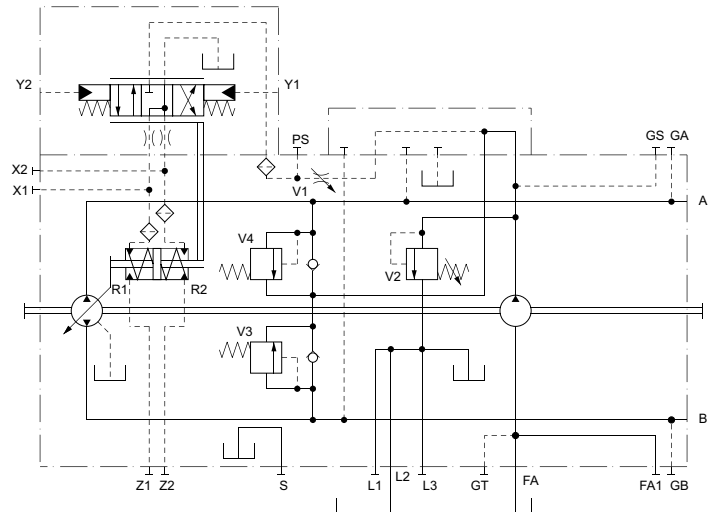 Y2 Y1
PS GS GA
X2
V1
X1
A
V4
V2
R1 R2
V3
B
Z1 Z2 S L1 L2 L3 GT FA FA1 GB